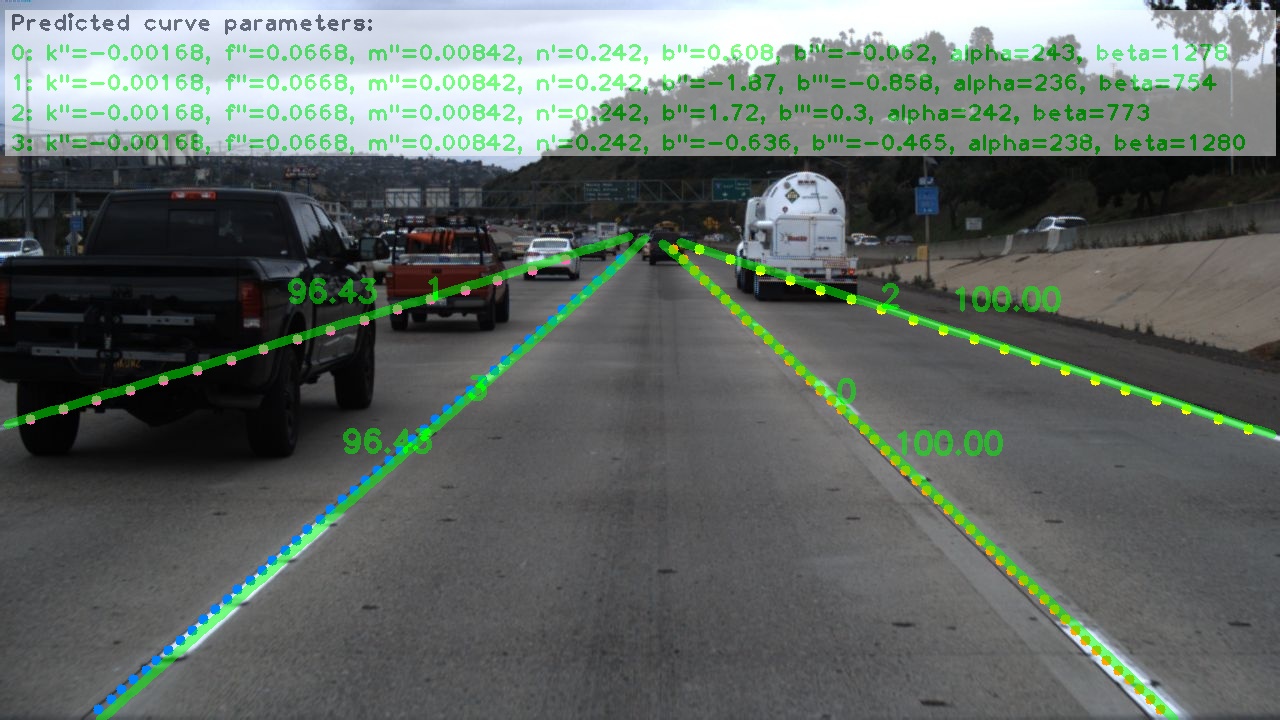 Predicted curve parameters:
0: k''=-0.00168, f''=0.0668, m''=0.00842, n'=0.242, b''=0.608, b'''=-0.062, alpha=243, beta=1278
1: k''=-0.00168, f''=0.0668, m''=0.00842, n'=0.242, b''=-1.87, b'''=-0.858, alpha=236, beta=754
2: k''=-0.00168, f''=0.0668, m''=0.00842, n'=0.242, b''=1.72, b'''=0.3, alpha=242, beta=773
3: k''=-0.00168, f''=0.0668, m''=0.00842, n'=0.242, b''=-0.636, b'''=-0.465, alpha=238, beta=1280
96.43 1 2 100.00
3 0
96.43 100.00